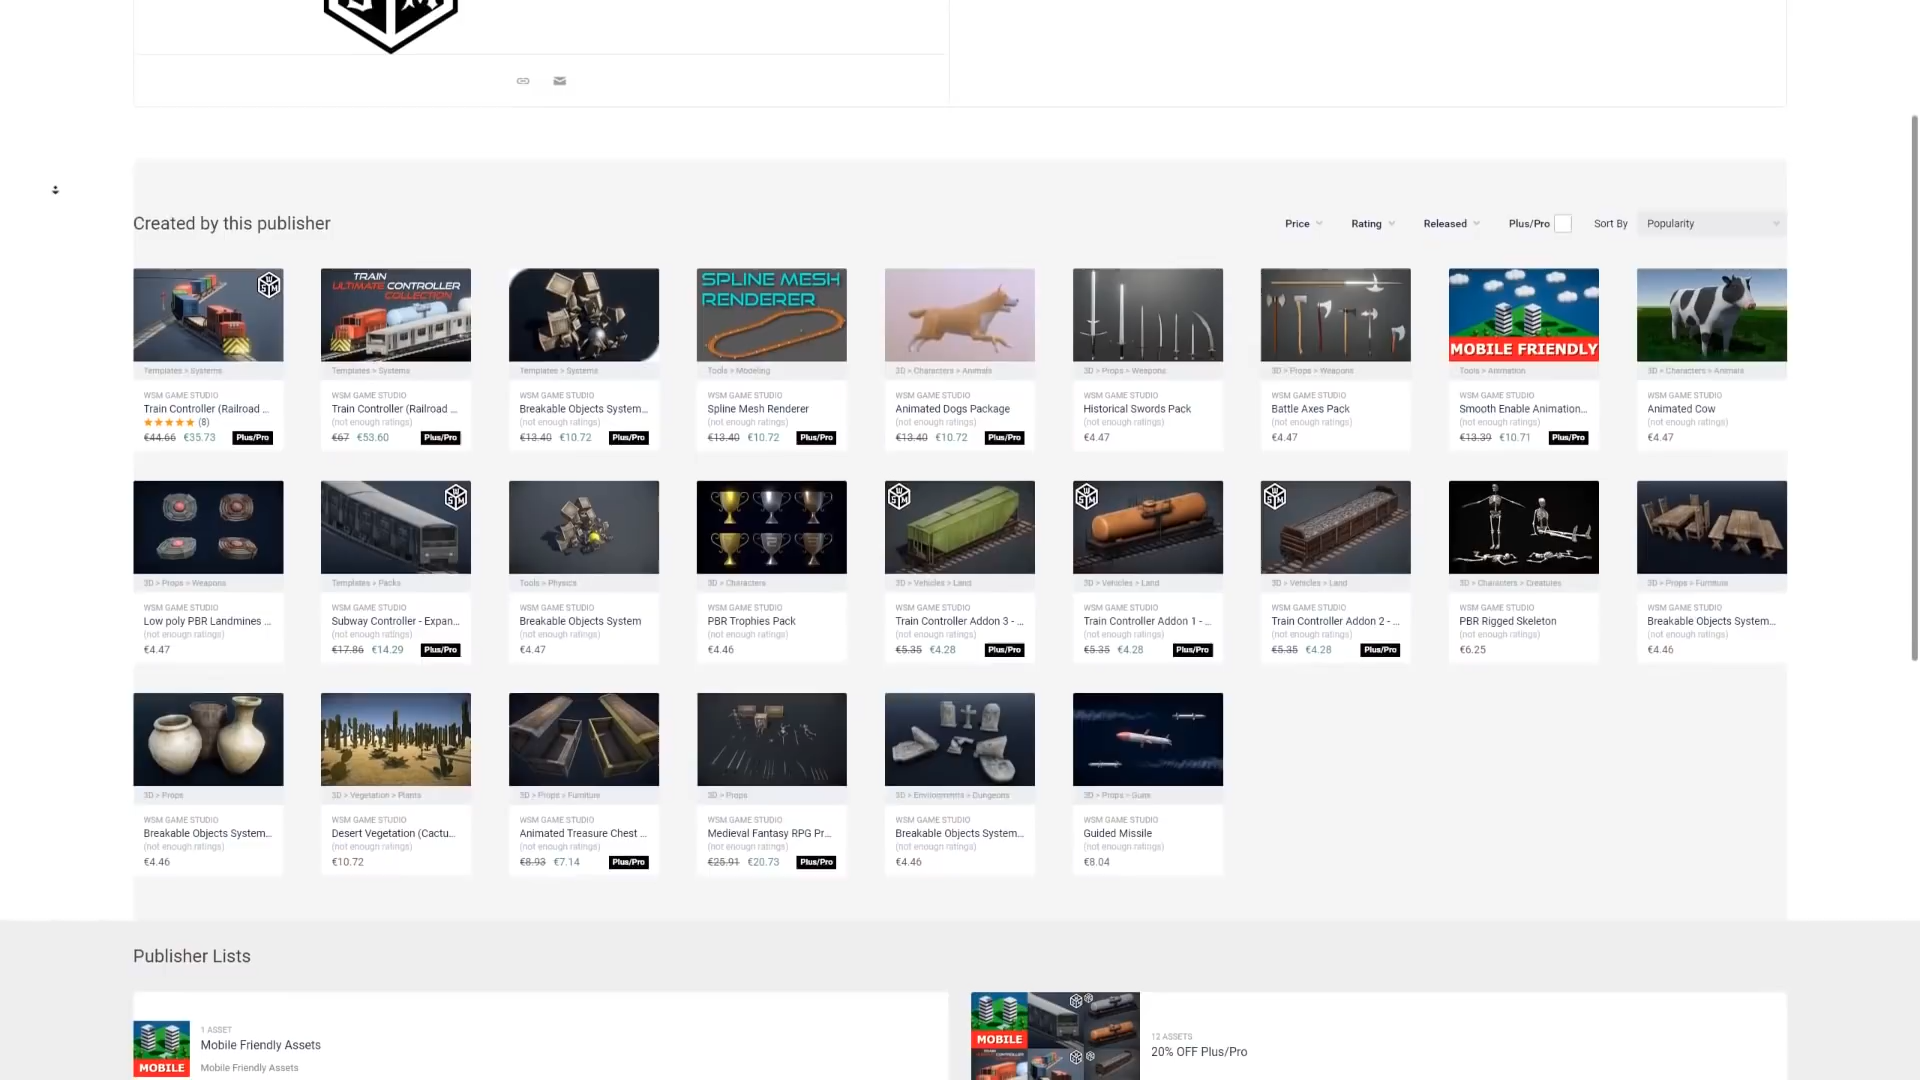 Created by this publisher
Price
Rating
Released
Plus/Pro
Sort By
Popularity
TRAIN
ULTIMATE CONTROLLER
COLLECTION
SPLINE MESH
RENDERER
MOBILE FRIENDLY
Templates > Systems
Templates > Systems
Templates > Systems
Tools > Modeling
3D > Characters > Animals
3D > Props > Weapons
3D > Props > Weapons
Tools > Animation
3D > Characters > Animals
WSM GAME STUDIO
Train Controller (Railroad ...
(8)
€44.66 €35.73 Plus/Pro
WSM GAME STUDIO
Train Controller (Railroad ...
(not enough ratings)
€67 €53.60 Plus/Pro
WSM GAME STUDIO
Breakable Objects System...
(not enough ratings)
€13.40 €10.72 Plus/Pro
WSM GAME STUDIO
Spline Mesh Renderer
(not enough ratings)
€13.40 €10.72 Plus/Pro
WSM GAME STUDIO
Animated Dogs Package
(not enough ratings)
€13.40 €10.72 Plus/Pro
WSM GAME STUDIO
Historical Swords Pack
(not enough ratings)
€4.47
WSM GAME STUDIO
Battle Axes Pack
(not enough ratings)
€4.47
WSM GAME STUDIO
Smooth Enable Animation...
(not enough ratings)
€13.39 €10.71 Plus/Pro
WSM GAME STUDIO
Animated Cow
(not enough ratings)
€4.47
3D > Props > Weapons
Templates > Packs
Tools > Physics
3D > Characters
3D > Vehicles > Land
3D > Vehicles > Land
3D > Vehicles > Land
3D > Characters > Creatures
3D > Props > Furniture
WSM GAME STUDIO
Low poly PBR Landmines ...
(not enough ratings)
€4.47
WSM GAME STUDIO
Subway Controller - Expan...
(not enough ratings)
€17.86 €14.29 Plus/Pro
WSM GAME STUDIO
Breakable Objects System
(not enough ratings)
€4.47
WSM GAME STUDIO
PBR Trophies Pack
(not enough ratings)
€4.46
WSM GAME STUDIO
Train Controller Addon 3 - ...
(not enough ratings)
€5.35 €4.28 Plus/Pro
WSM GAME STUDIO
Train Controller Addon 1 - ...
(not enough ratings)
€5.35 €4.28 Plus/Pro
WSM GAME STUDIO
Train Controller Addon 2 - ...
(not enough ratings)
€5.35 €4.28 Plus/Pro
WSM GAME STUDIO
PBR Rigged Skeleton
(not enough ratings)
€6.25
WSM GAME STUDIO
Breakable Objects System...
(not enough ratings)
€4.46
3D > Props
3D > Vegetation > Plants
3D > Props > Furniture
3D > Props
3D > Environments > Dungeons
3D > Props > Guns
WSM GAME STUDIO
Breakable Objects System...
(not enough ratings)
€4.46
WSM GAME STUDIO
Desert Vegetation (Cactu...
(not enough ratings)
€10.72
WSM GAME STUDIO
Animated Treasure Chest ...
(not enough ratings)
€8.93 €7.14 Plus/Pro
WSM GAME STUDIO
Medieval Fantasy RPG Pr...
(not enough ratings)
€25.91 €20.73 Plus/Pro
WSM GAME STUDIO
Breakable Objects System...
(not enough ratings)
€4.46
WSM GAME STUDIO
Guided Missile
(not enough ratings)
€8.04
Publisher Lists
MOBILE
1 ASSET
Mobile Friendly Assets
Mobile Friendly Assets
MOBILE
12 ASSETS
20% OFF Plus/Pro